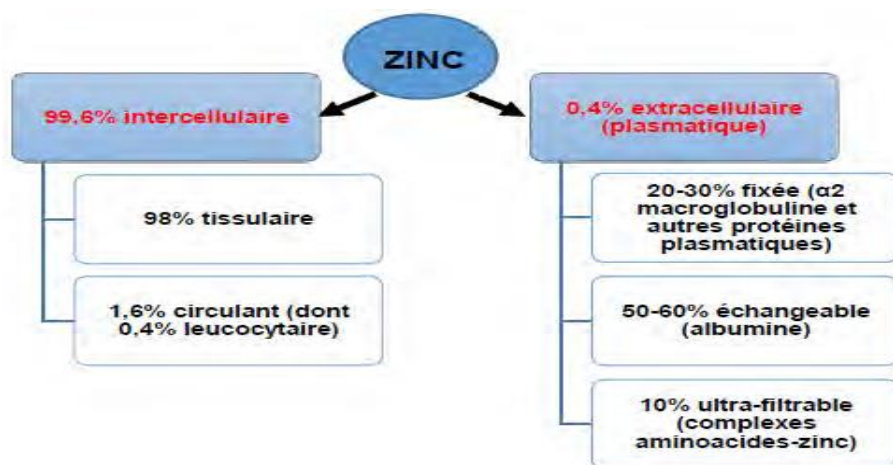 ZINC
99,6% intercellulaire
98% tissulaire
1,6% circulant (dont
0,4% leucocytaire)
0,4% extracellulaire
(plasmatique)
20-30% fixée (α2
macroglobuline et
autres protéines
plasmatiques)
50-60% échangeable
(albumine)
10% ultra-filtrable
(complexes
aminoacides-zinc)